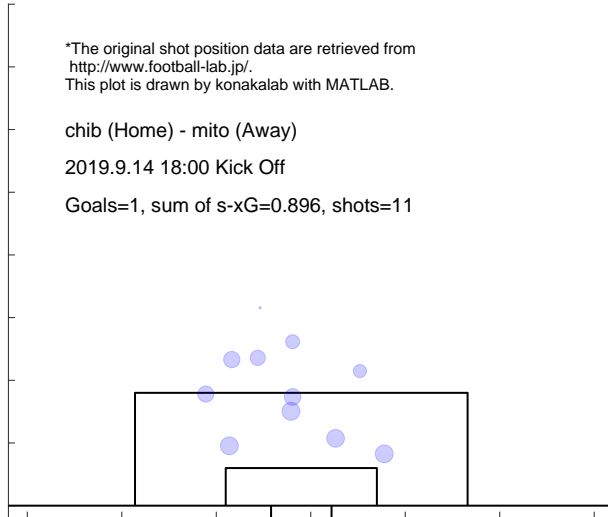 *The original shot position data are retrieved from
http://www.football-lab.jp/.
This plot is drawn by konakalab with MATLAB.
chib (Home) - mito (Away)
2019.9.14 18:00 Kick Off
Goals=1, sum of s-xG=0.896, shots=11